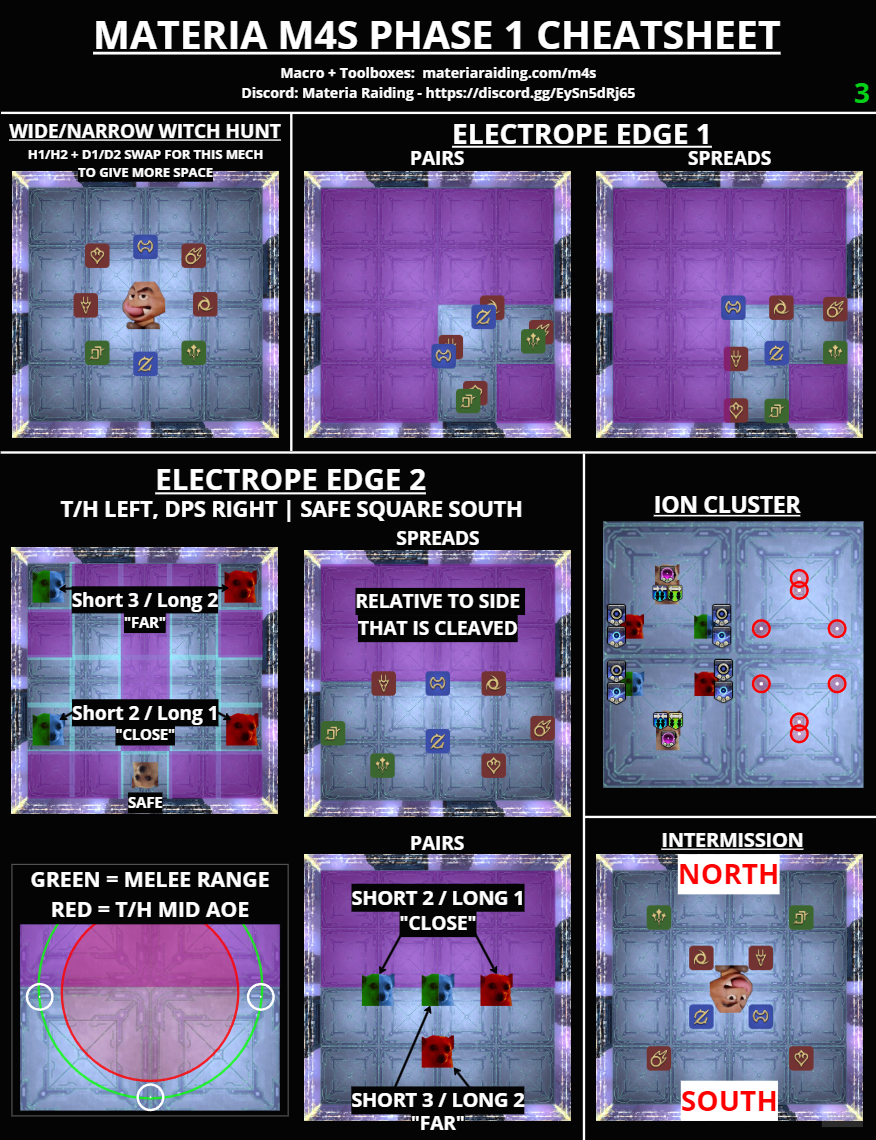 MATERIA M4S PHASE 1 CHEATSHEET
Macro + Toolboxes: materiaraiding.com/m4s
Discord: Materia Raiding - https://discord.gg/EySn5dRj65
3
WIDE/NARROW WITCH HUNT
H1/H2 + D1/D2 SWAP FOR THIS MECH
TO GIVE MORE SPACE
ELECTROPE EDGE 1
PAIRS
SPREADS
ELECTROPE EDGE 2
T/H LEFT, DPS RIGHT | SAFE SQUARE SOUTH
Short 3 / Long 2
"FAR"
Short 2 / Long 1
"CLOSE"
SAFE
SPREADS
RELATIVE TO SIDE
THAT IS CLEAVED
GREEN = MELEE RANGE
RED = T/H MID AOE
PAIRS
SHORT 2 / LONG 1
"CLOSE"
SHORT 3 / LONG 2
"FAR"
ION CLUSTER
INTERMISSION
NORTH
SOUTH